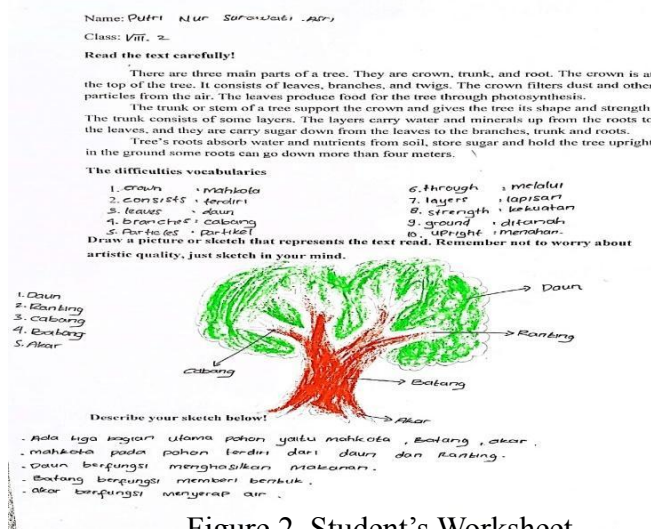 Name: Putri Nur Sarawati Asri
Class: VIII. 2
Read the text carefully!
There are three main parts of a tree. They are crown, trunk, and root. The crown is at
the top of the tree. It consists of leaves, branches, and twigs. The crown filters dust and other
particles from the air. The leaves produce food for the tree through photosynthesis.
The trunk or stem of a tree support the crown and gives the tree its shape and strength.
The trunk consists of some layers. The layers carry water and minerals up from the roots to
the leaves, and they are carry sugar down from the leaves to the branches, trunk and roots.
Tree's roots absorb water and nutrients from soil, store sugar and hold the tree upright
in the ground some roots can go down more than four meters.
The difficulties vocabularies
1. crown : mahkota
2. consists : terdiri
3. leaves : daun
4. branches : cabang
5. Particles : partikel
6. through : melalui
7. layers : lapisan
8. strength : kekuatan
9. ground : ditanah
10. upright : menahan.
Draw a picture or sketch that represents the text read. Remember not to worry about
artistic quality, just sketch in your mind.
1. Daun
2. Ranting
3. Cabang
4. Batang
5. Akar
Daun
Ranting
Cabang
Batang
Akar
Describe your sketch below!
- Ada tiga bagian utama pohon yaitu mahkota, Batang, akar.
- mahkota pada pohon terdiri dari daun dan Ranting.
- Daun berfungsi menghasilkan makanan.
- Batang berfungsi memberi bentuk.
- akar berfungsi menyerap air.
Figure 2. Student's Worksheet